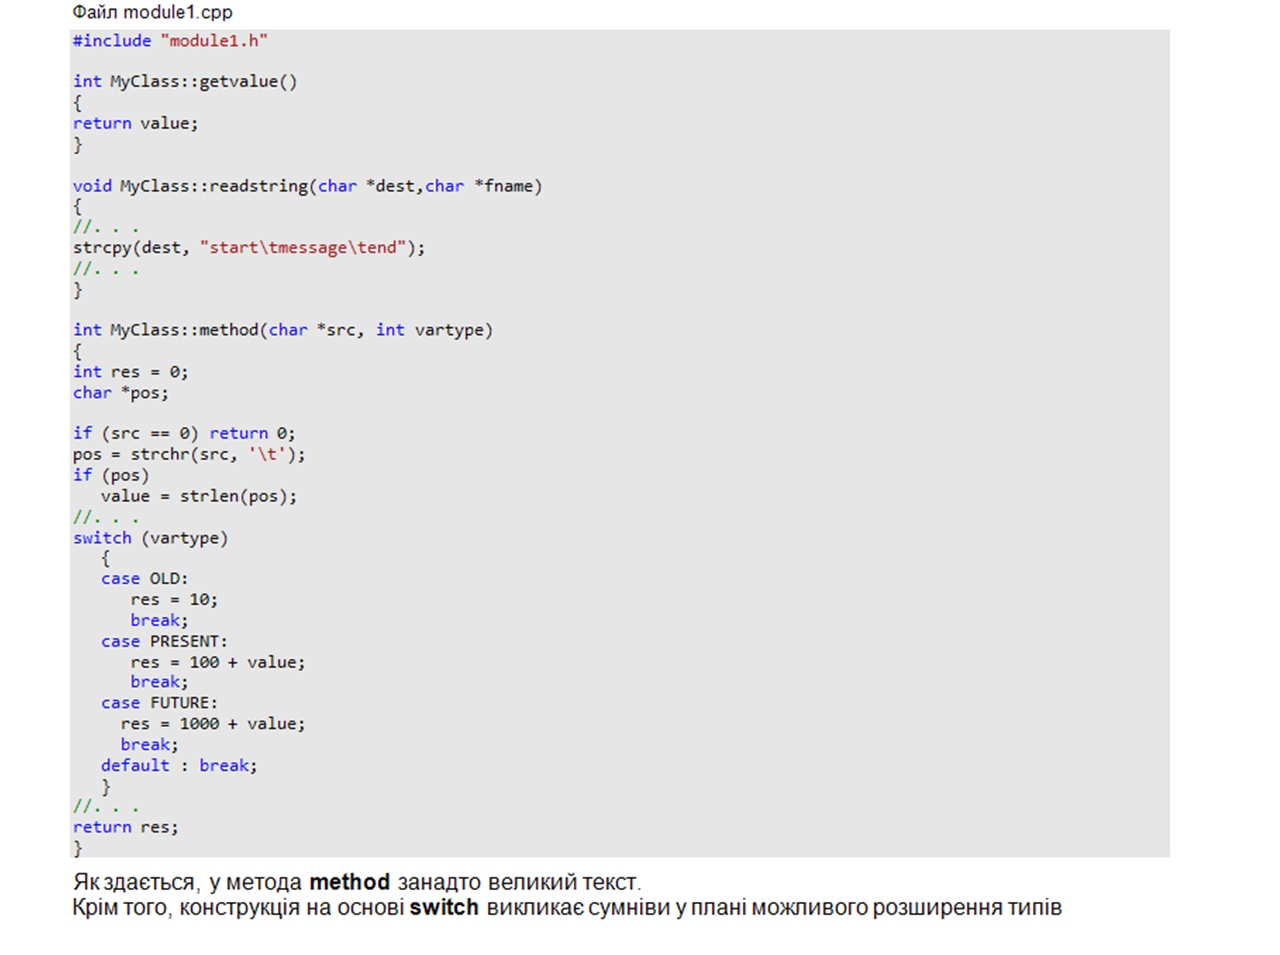 Файл module1.cpp
#include "module1.h"
int MyClass::getvalue()
{
return value;
}
void MyClass::readstring(char *dest,char *fname)
{
//. . .
strcpy(dest, "start\tmessage\tend");
//. . .
}
int MyClass::method(char *src, int vartype)
{
int res = 0;
char *pos;
if (src == 0) return 0;
pos = strchr(src, '\t');
if (pos)
value = strlen(pos);
//. . .
switch (vartype)
{
case OLD:
res = 10;
break;
case PRESENT:
res = 100 + value;
break;
case FUTURE:
res = 1000 + value;
break;
default : break;
}
//. . .
return res;
}
Як здається, у метода method занадто великий текст.
Крім того, конструкція на основі switch викликає сумніви у плані можливого розширення типів